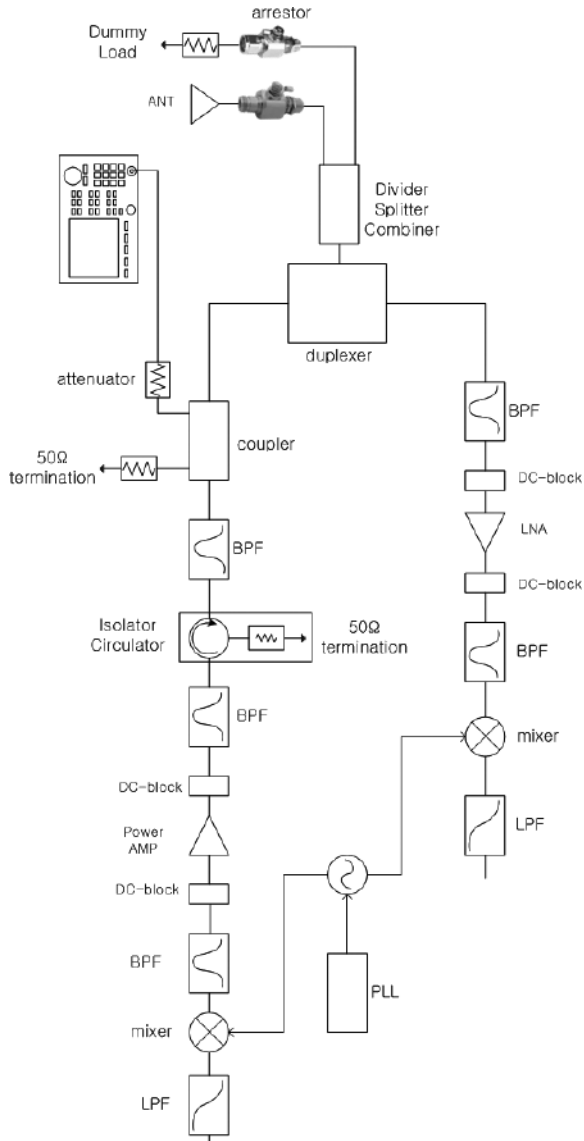 arrestor
Dummy
Load
ANT
Divider
Splitter
Combiner
duplexer
attenuator
BPF
coupler
50Ω
termination
DC-block
LNA
BPF
DC-block
Isolator
Circulator
50Ω
termination
BPF
BPF
mixer
DC-block
LPF
Power
AMP
DC-block
BPF
PLL
mixer
LPF